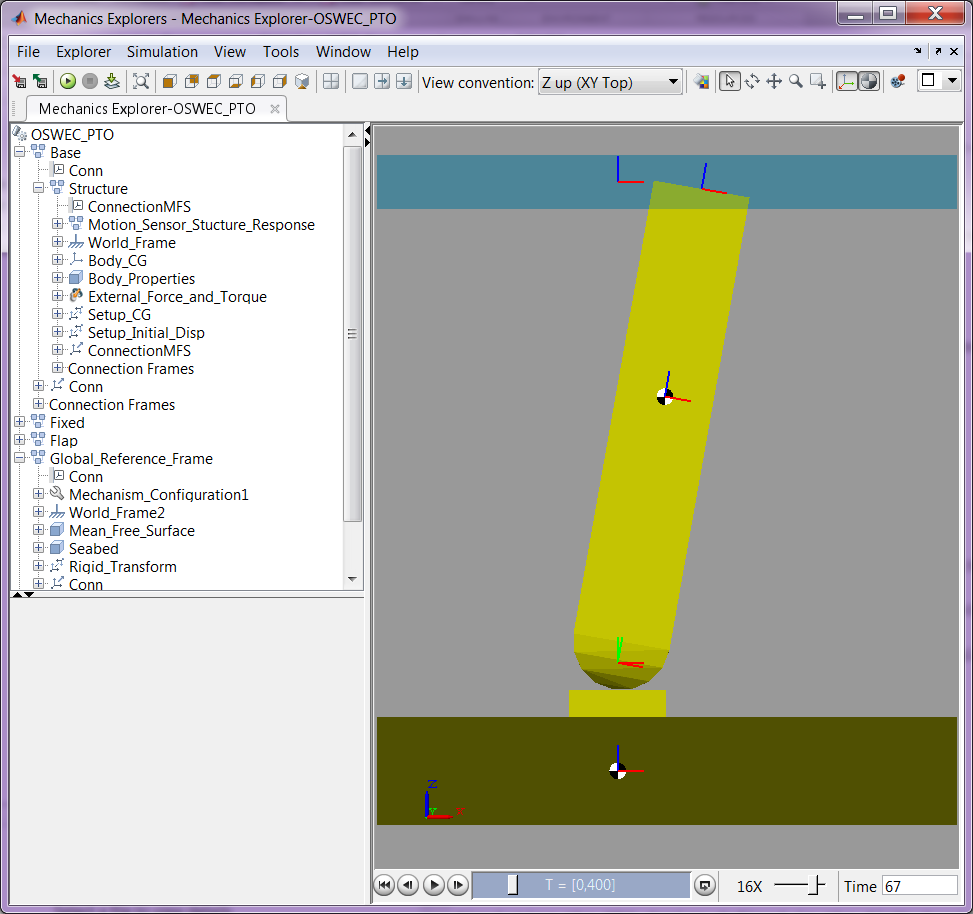 Mechanics Explorers - Mechanics Explorer-OSWEC_PTO
File Explorer Simulation View Tools Window Help
View convention: Z up (XY Top)
Mechanics Explorer-OSWEC_PTO
OSWEC_PTO
Base
Conn
Structure
ConnectionMFS
Motion_Sensor_Stucture_Response
World_Frame
Body_CG
Body_Properties
External_Force_and_Torque
Setup_CG
Setup_Initial_Disp
ConnectionMFS
Connection Frames
Conn
Connection Frames
Fixed
Flap
Global_Reference_Frame
Conn
Mechanism_Configuration1
World_Frame2
Mean_Free_Surface
Seabed
Rigid_Transform
Conn
y
z
T = [0,400] 16X Time 67